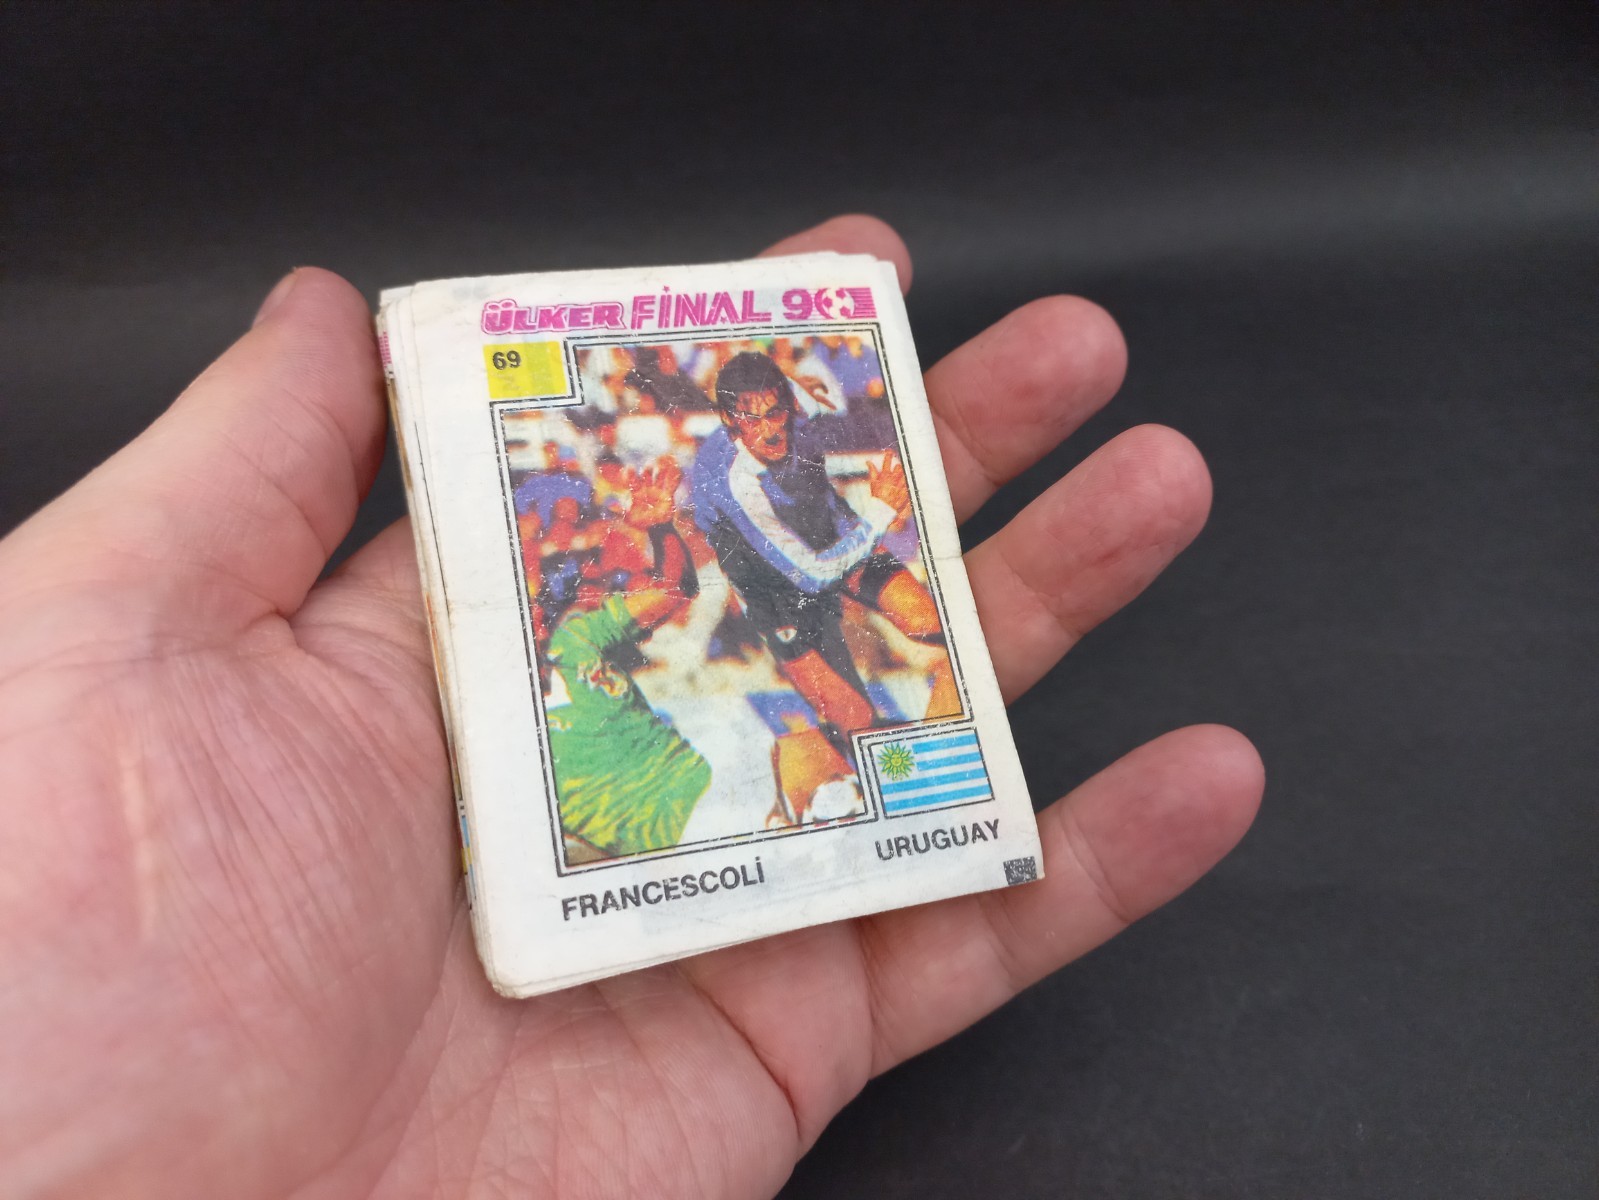 ÜLKER FİNAL 90
69
FRANCESCOLİ
URUGUAY